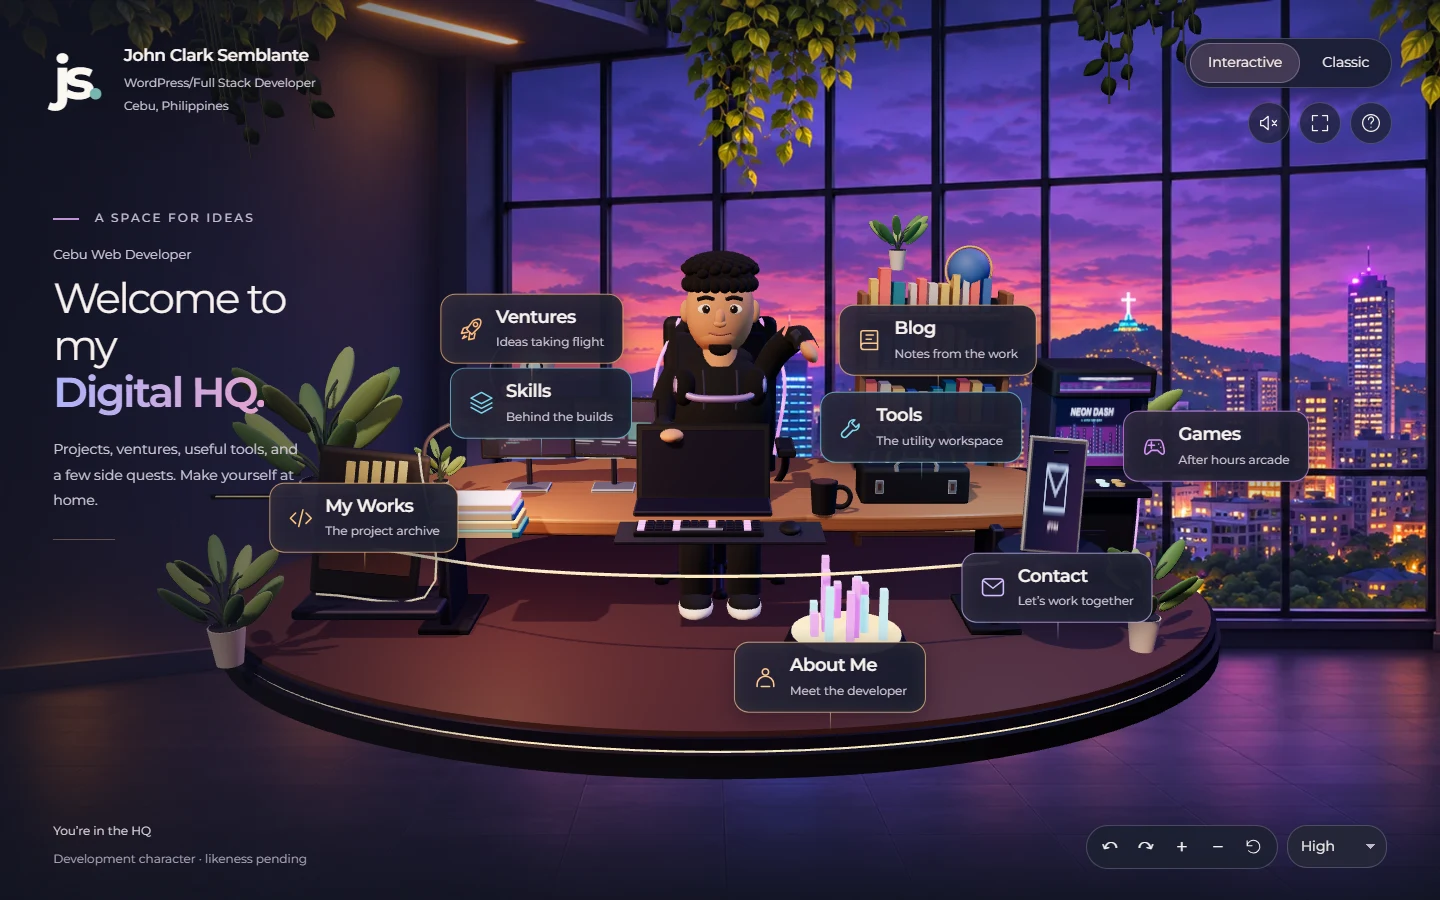 js.
John Clark Semblante
WordPress/Full Stack Developer
Cebu, Philippines
Interactive
Classic
A SPACE FOR IDEAS
Cebu Web Developer
Welcome to
my
Digital HQ.
Projects, ventures, useful tools, and
a few side quests. Make yourself at
home.
Ventures
Ideas taking flight
Skills
Behind the builds
Blog
Notes from the work
Tools
The utility workspace
NEON DASH
Games
After hours arcade
My Works
The project archive
Contact
Let's work together
About Me
Meet the developer
You're in the HQ
Development character · likeness pending
High